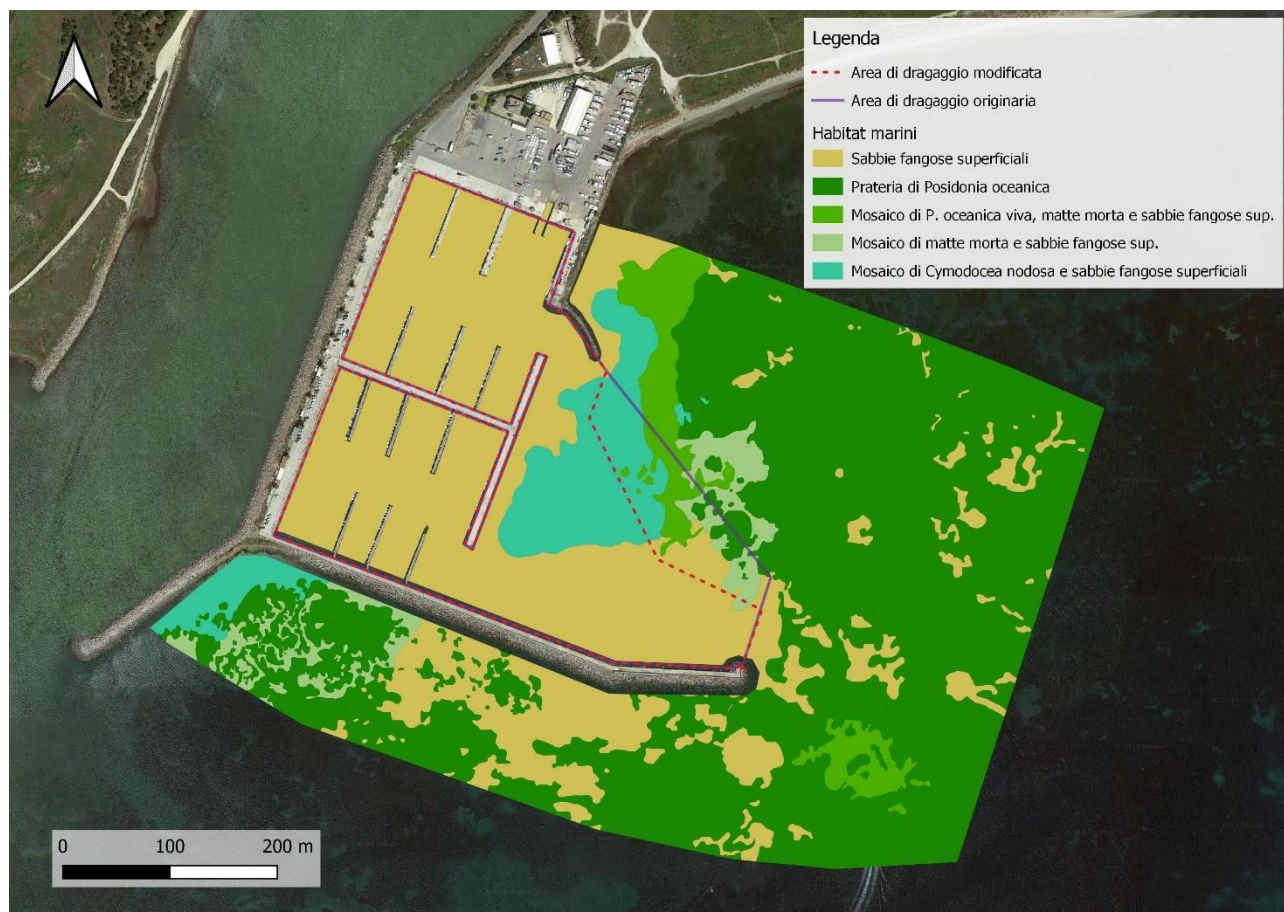 Legenda
Area di dragaggio modificata
Area di dragaggio originaria
Habitat marini
Sabbie fangose superficiali
Prateria di Posidonia oceanica
Mosaico di P. oceanica viva, matte morta e sabbie fangose sup.
Mosaico di matte morta e sabbie fangose sup.
Mosaico di Cymodocea nodosa e sabbie fangose superficiali
0 100 200 m